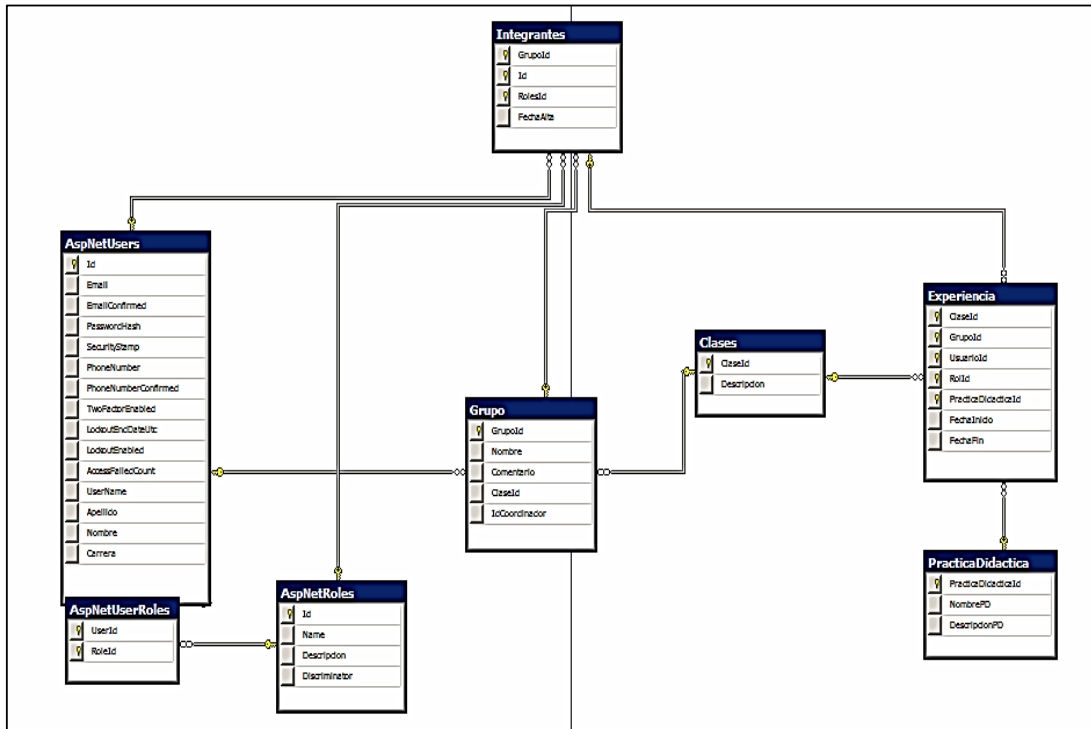 Integrantes
GrupoId
Id
RolesId
FechaAlta
AspNetUsers
Id
Email
EmailConfirmed
PasswordHash
SecurityStamp
PhoneNumber
PhoneNumberConfirmed
TwoFactorEnabled
LockoutEndDateUtc
LockoutEnabled
AccessFailedCount
UserName
Apellido
Nombre
Carrera
AspNetUserRoles
UserId
RoleId
AspNetRoles
Id
Name
Descripcion
Discriminator
Grupo
GrupoId
Nombre
Comentario
ClaseId
IdCoordinador
Clases
ClaseId
Descripcion
Experiencia
ClaseId
GrupoId
UsuarioId
RolId
PracticaDidacticaId
FechaInicio
FechaFin
PracticaDidactica
PracticaDidacticaId
NombrePD
DescripcionPD